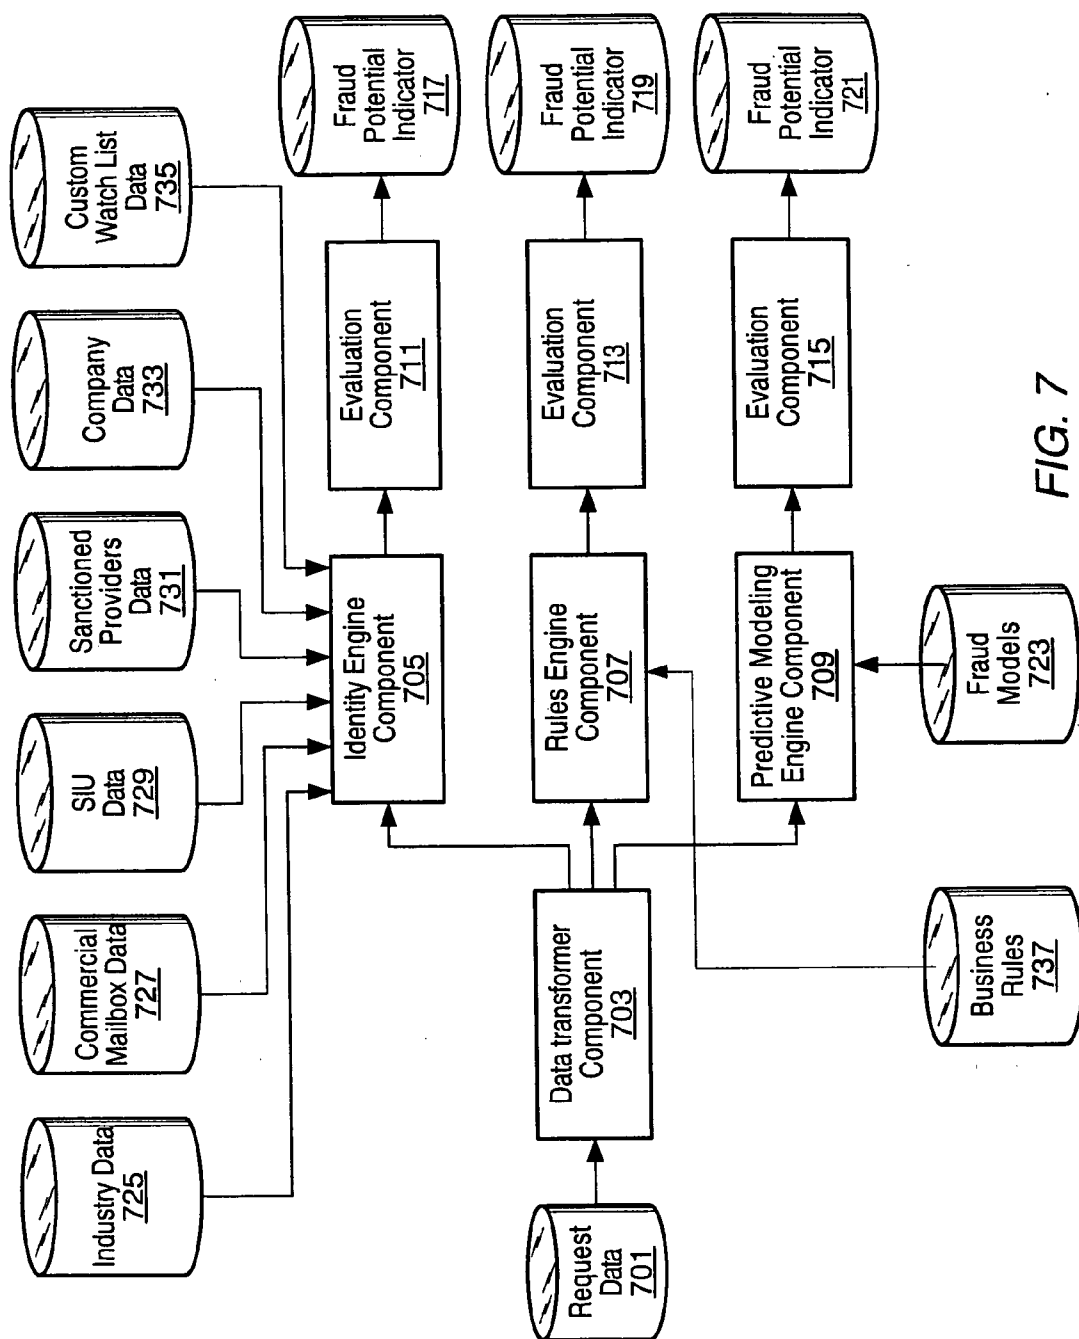 Industry Data
725
Commercial
Mailbox Data
727
SIU
Data
729
Sanctioned
Providers
Data
731
Company
Data
733
Custom
Watch List
Data
735
Request
Data
701
Data transformer
Component
703
Identity Engine
Component
705
Evaluation
Component
711
Fraud
Potential
Indicator
717
Rules Engine
Component
707
Evaluation
Component
713
Fraud
Potential
Indicator
719
Predictive Modeling
Engine Component
709
Evaluation
Component
715
Fraud
Potential
Indicator
721
Business
Rules
737
Fraud
Models
723
FIG. 7